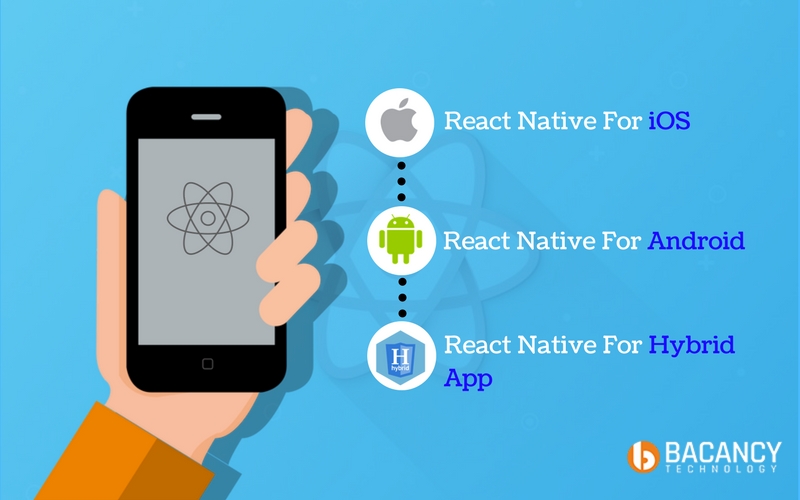 React Native For iOS
React Native For Android
React Native For Hybrid
App
H
hybrid
b BACANCY
TECHNOLOGY